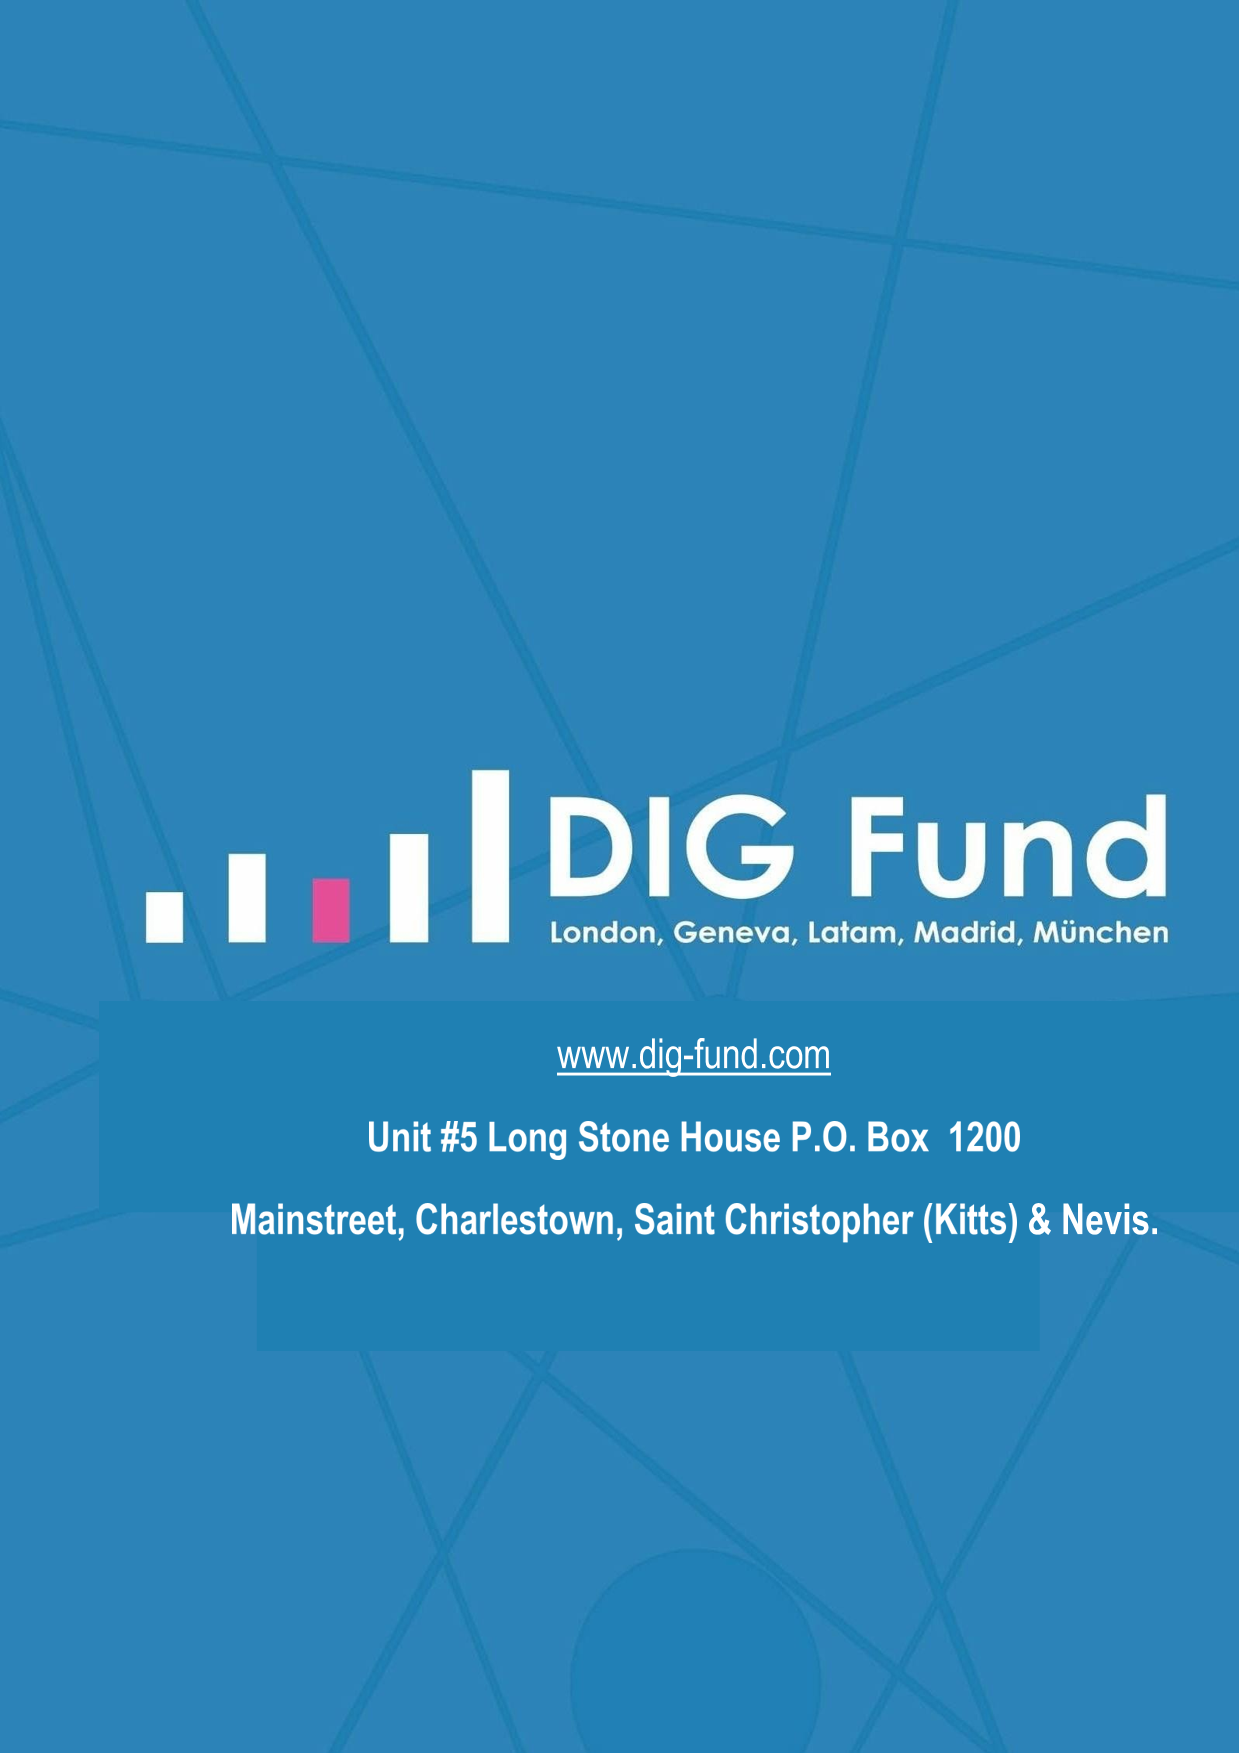 DIG Fund
London, Geneva, Latam, Madrid, München
www.dig-fund.com
Unit #5 Long Stone House P.O. Box 1200
Mainstreet, Charlestown, Saint Christopher (Kitts) & Nevis.